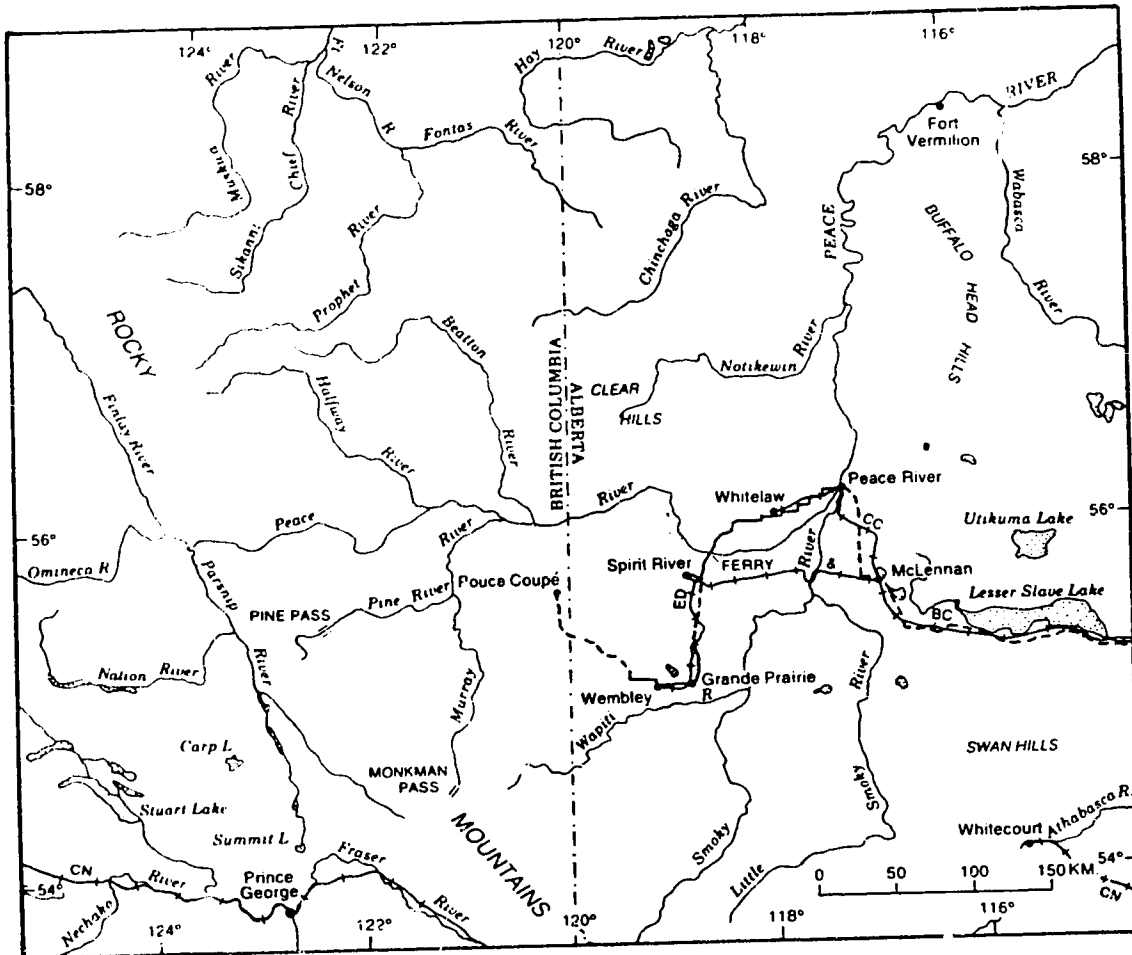 124°
122°
120°
118°
116°
River
River
Nelson
R
Hay
River
RIVER
Fort
Vermilion
Fontas
River
58°
58°
Muskwa
Chief
Sikanni
River
Prophet
Chinchaga River
PEACE
BUFFALO
HEAD
HILLS
Wabasca
River
ROCKY
Finlay River
Halfway
River
Beatton
River
BRITISH COLUMBIA
ALBERTA
CLEAR
HILLS
Notikewin
River
Peace River
Whitelaw
CC
Utikuma Lake
56°
56°
Peace
River
River
River
Omineca R
Parsnip
River
Pouce Coupé
Spirit River
FERRY
&
McLennan
ED
BC
Lesser Slave Lake
PINE PASS
Pine River
Nation River
Murray
Wembley
Grande Prairie
R
Wapiti
River
Smoky
SWAN HILLS
Carp L
MONKMAN
PASS
Stuart Lake
Summit L
MOUNTAINS
Smoky
Little
Whitecourt
Athabasca R.
54°
54°
CN
River
Prince
George
Fraser
River
Nechako
0 50 100 150 KM.
CN
124°
122°
120°
118°
116°